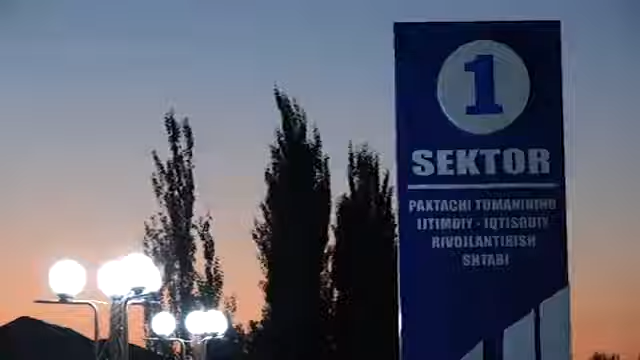 1
SEKTOR
PAXTACHI TUMANINING
IJTIMOIY - IQTISODIY
RIVOJLANTIRISH
SHTABI